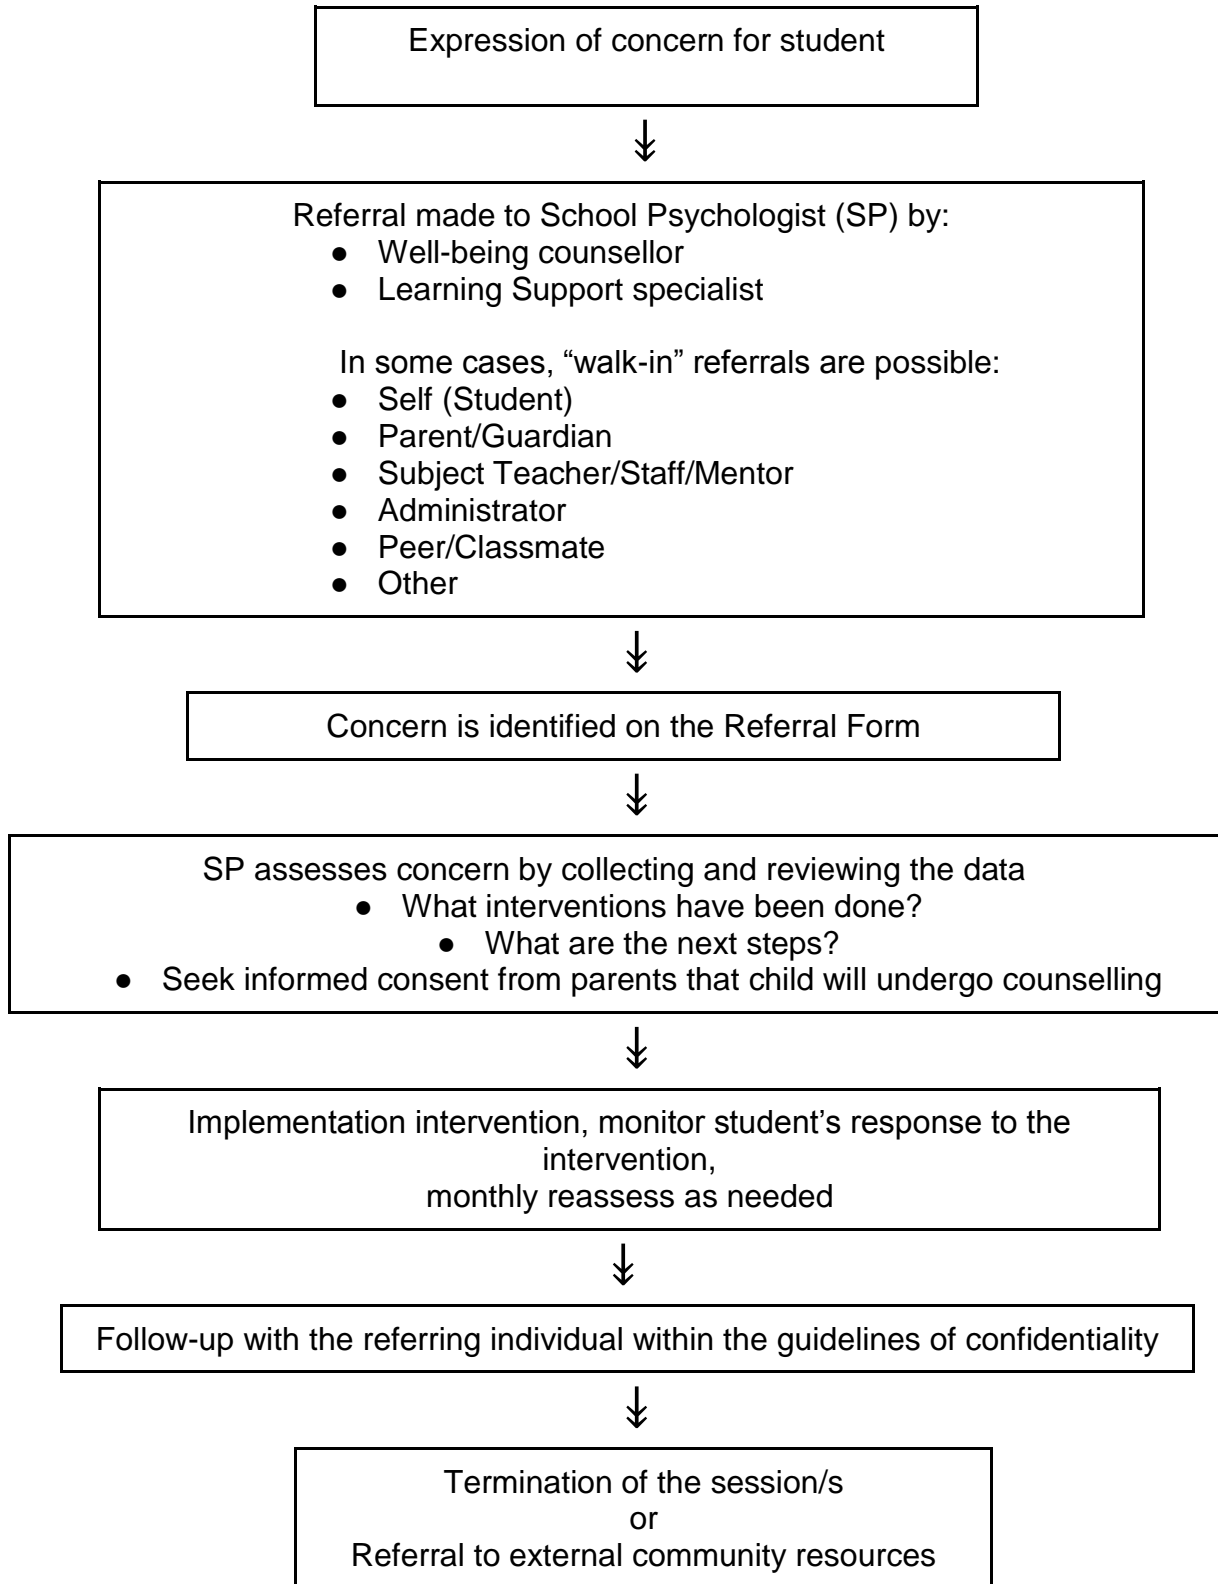 Expression of concern for student
Referral made to School Psychologist (SP) by:
● Well-being counsellor
● Learning Support specialist
In some cases, “walk-in” referrals are possible:
● Self (Student)
● Parent/Guardian
● Subject Teacher/Staff/Mentor
● Administrator
● Peer/Classmate
● Other
Concern is identified on the Referral Form
SP assesses concern by collecting and reviewing the data
● What interventions have been done?
● What are the next steps?
● Seek informed consent from parents that child will undergo counselling
Implementation intervention, monitor student’s response to the
intervention,
monthly reassess as needed
Follow-up with the referring individual within the guidelines of confidentiality
Termination of the session/s
or
Referral to external community resources